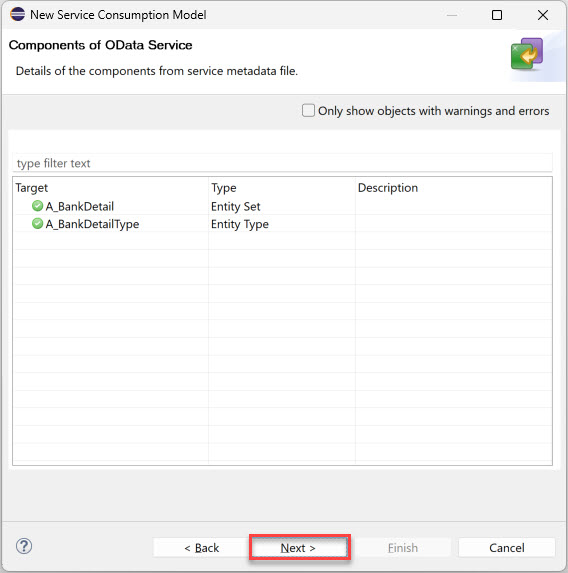 New Service Consumption Model
Components of OData Service
Details of the components from service metadata file.
Only show objects with warnings and errors
type filter text
Target Type Description
A_BankDetail Entity Set
A_BankDetailType Entity Type
? < Back Next > Finish Cancel